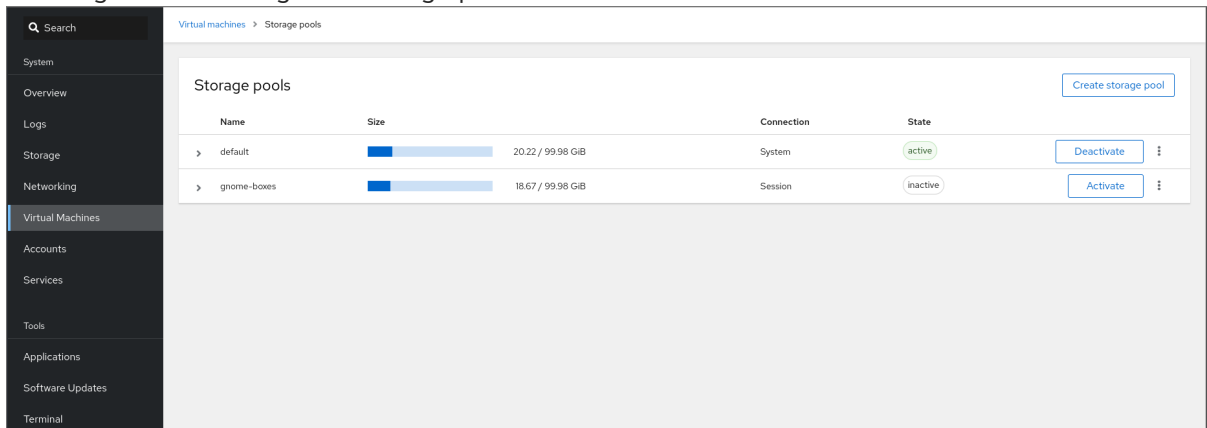 Search
Virtual machines > Storage pools
System
Overview
Logs
Storage
Networking
Virtual Machines
Accounts
Services
Tools
Applications
Software Updates
Terminal
Storage pools
Create storage pool
Name Size Connection State
default 20.22 / 99.98 GiB System active Deactivate
gnome-boxes 18.67 / 99.98 GiB Session inactive Activate